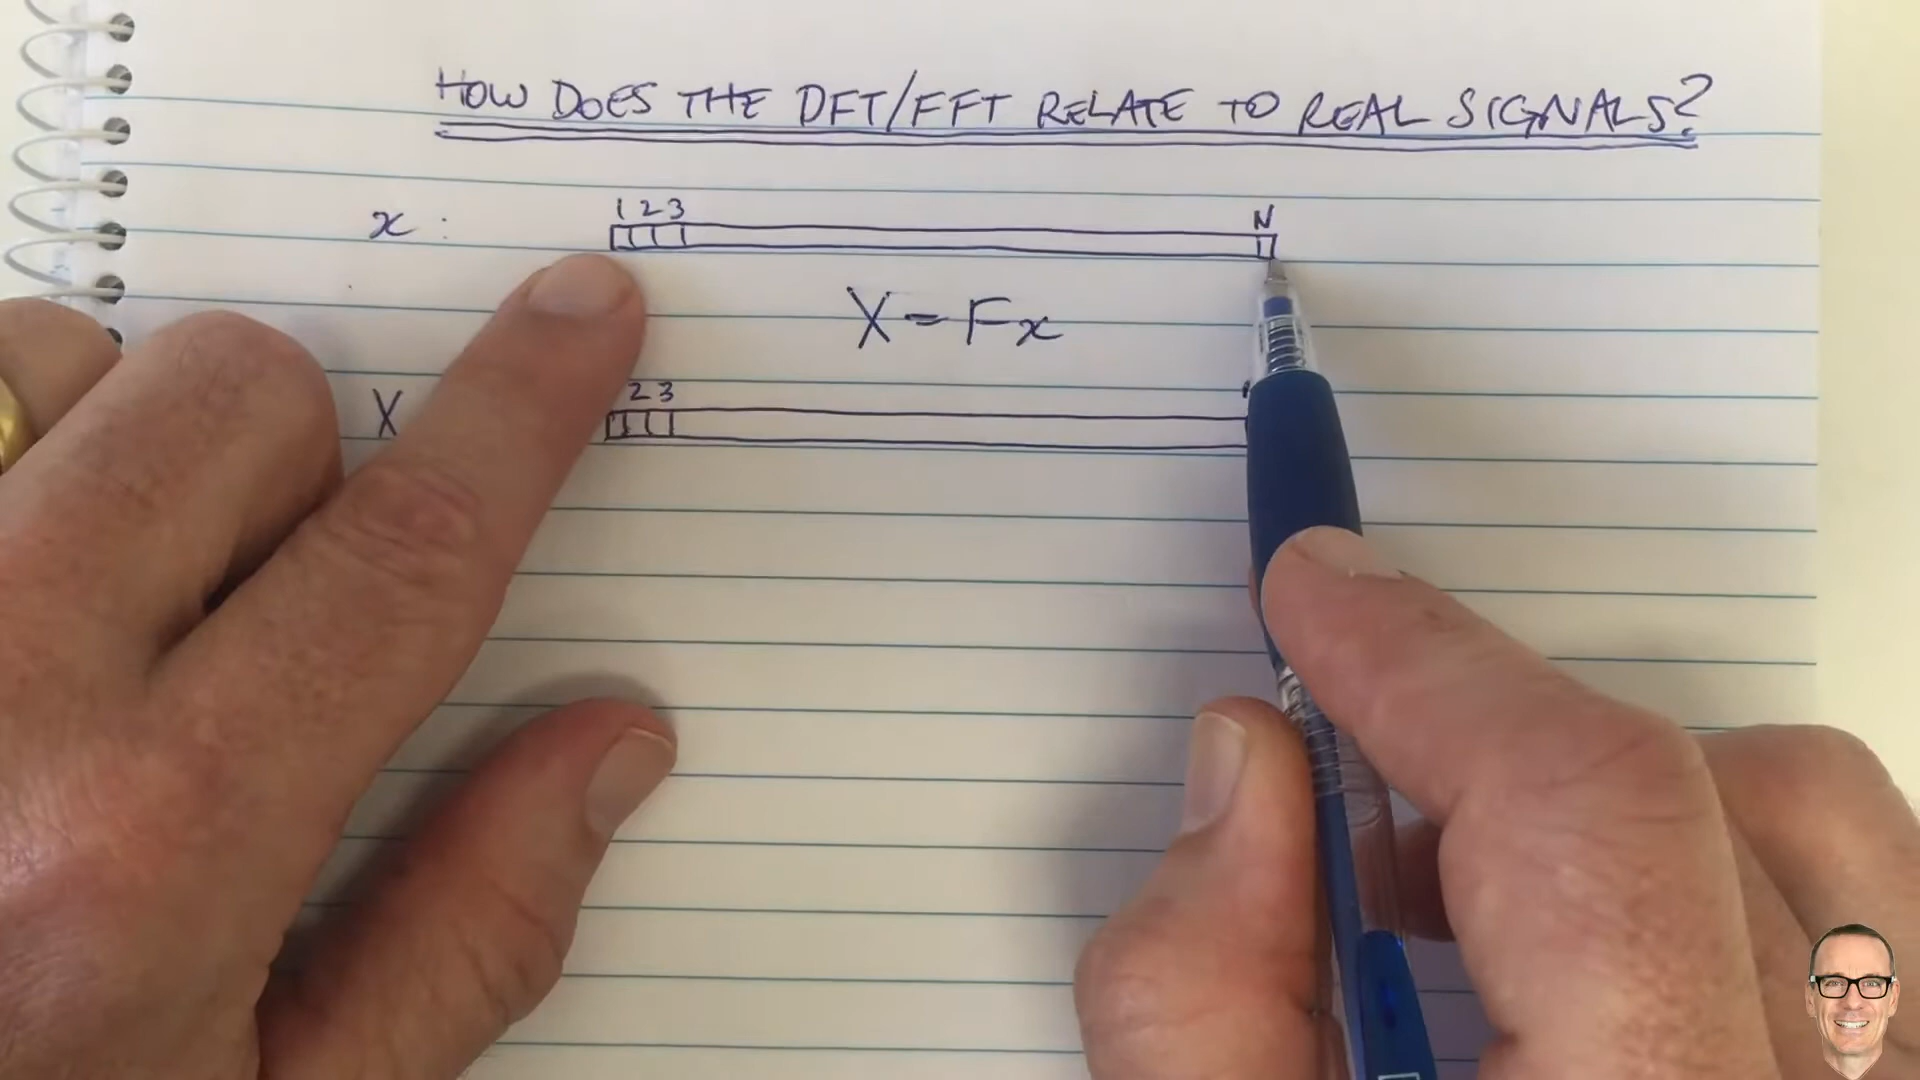 HOW DOES THE DFT/FFT RELATE TO REAL SIGNALS?
1 2 3 N
x :
X = Fx
2 3
X